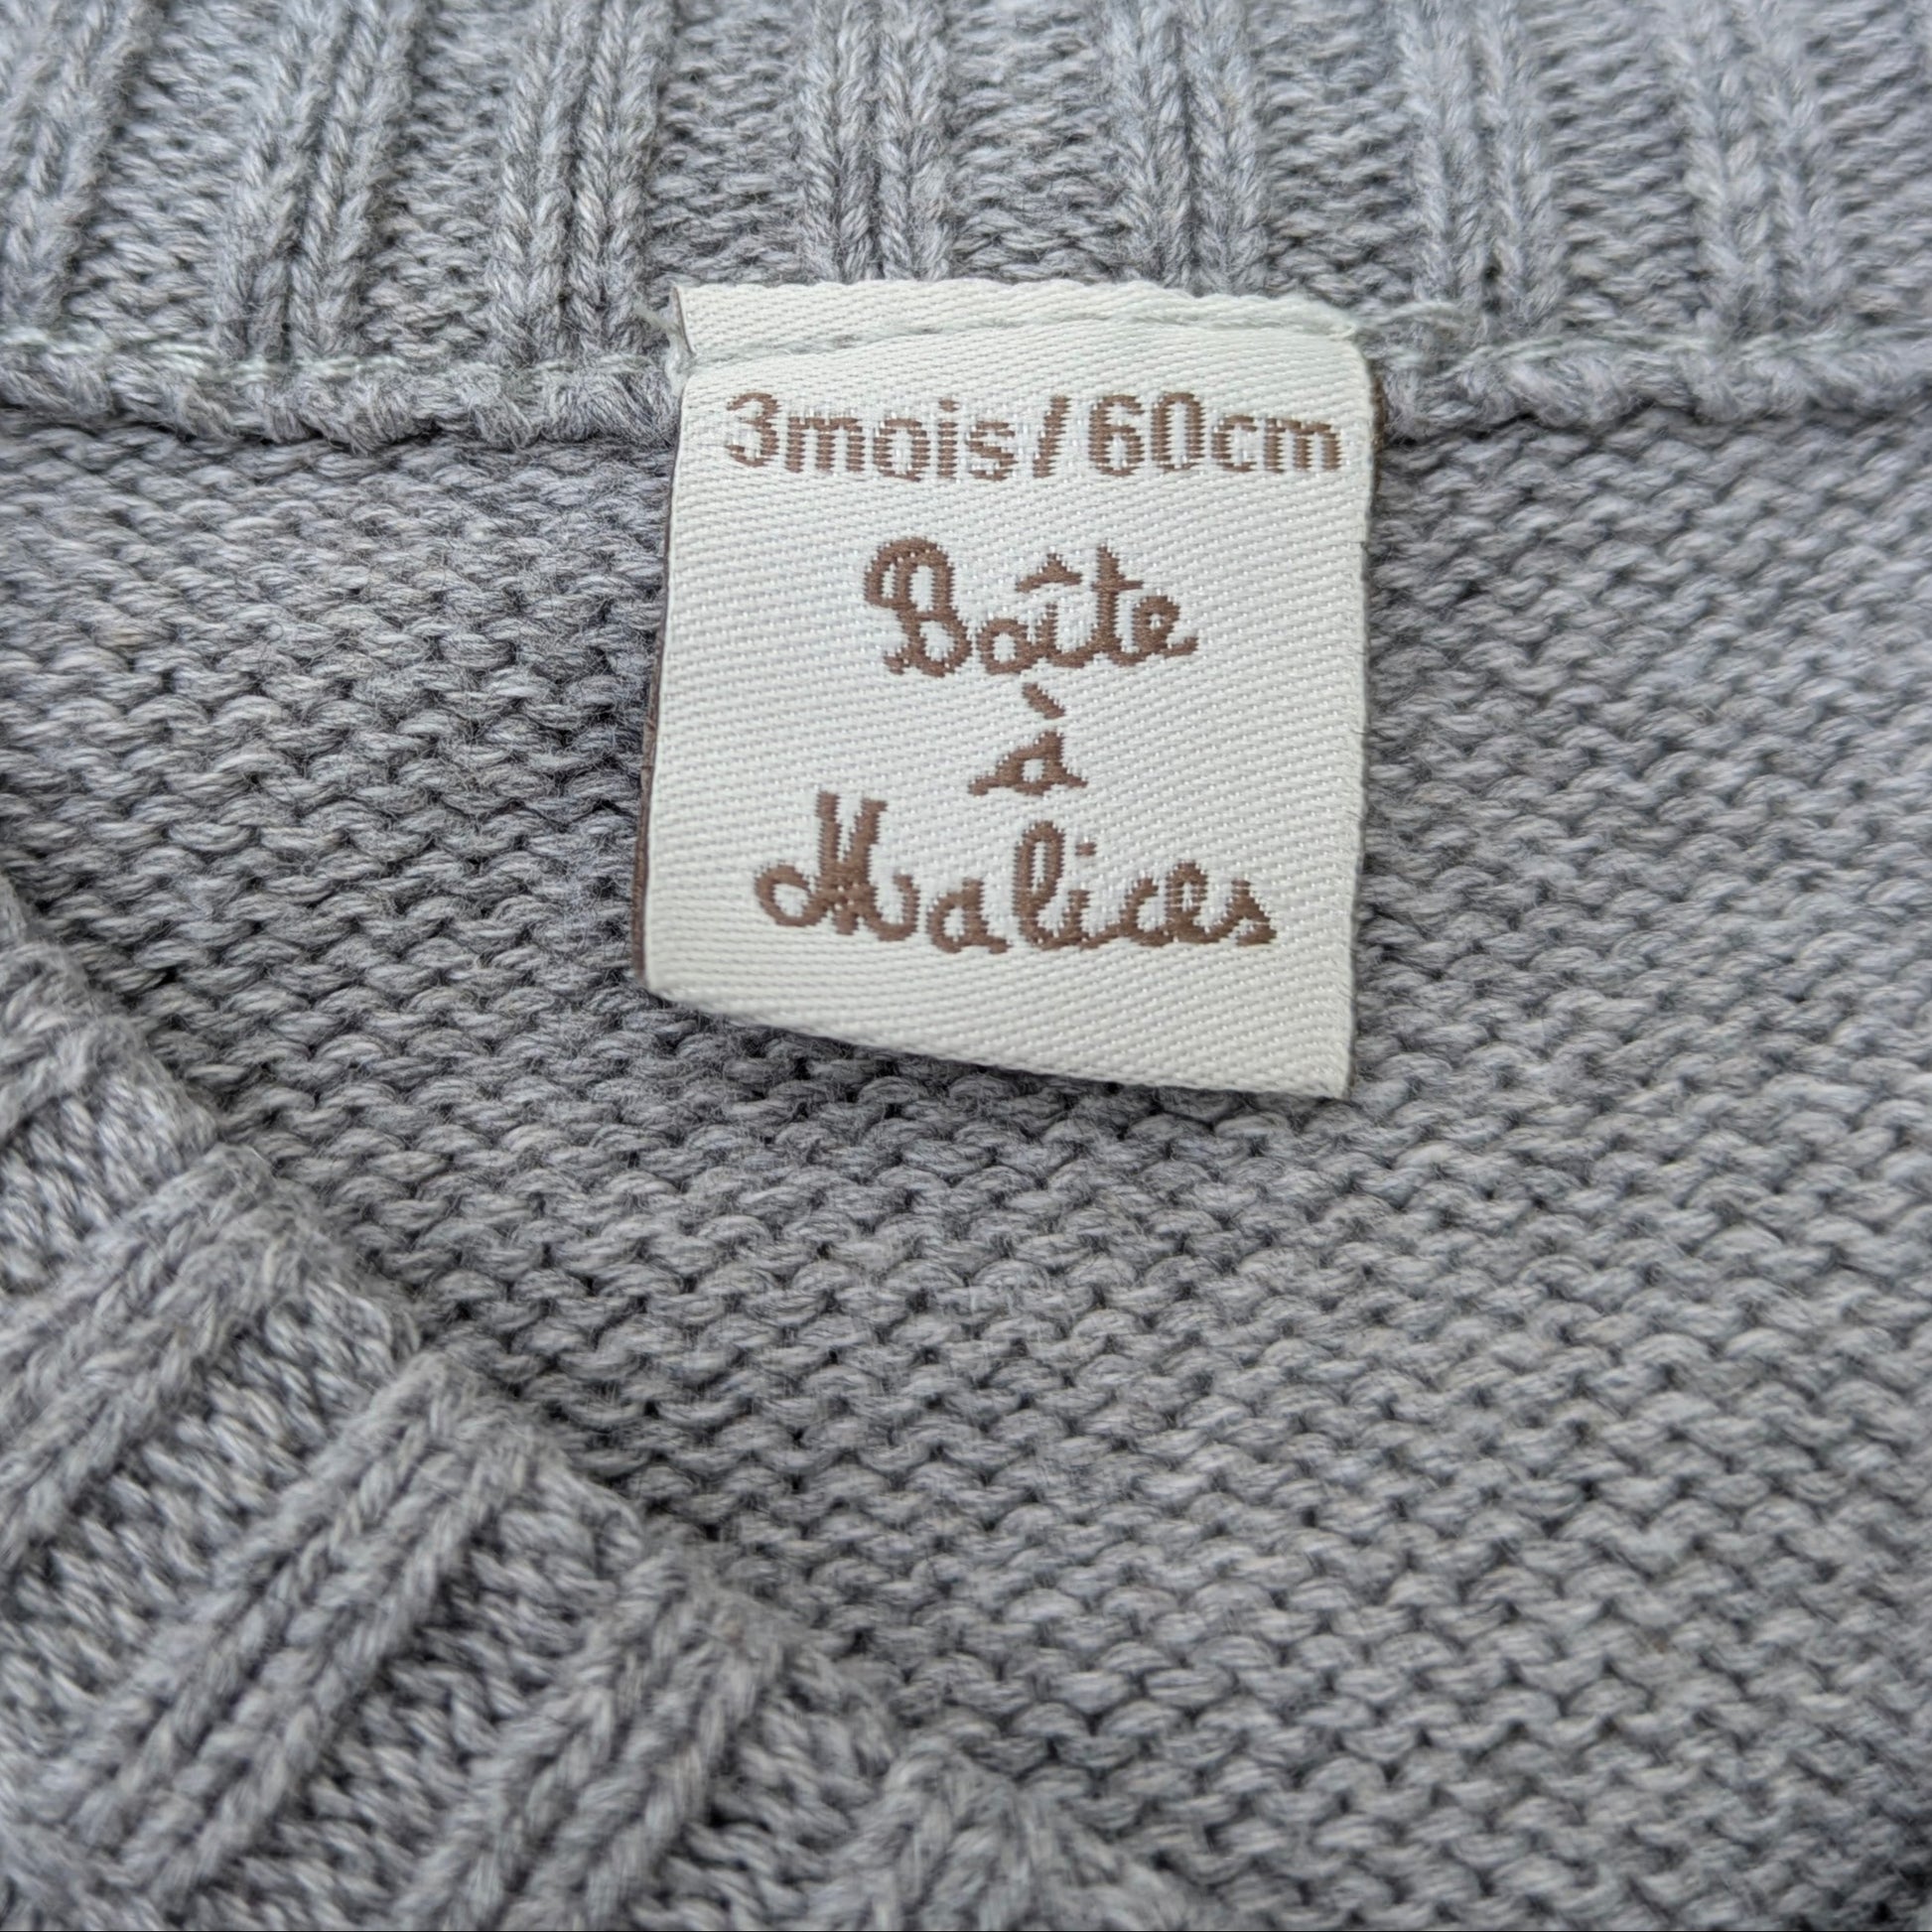 3mois/60cm
Boîte
à
Malices